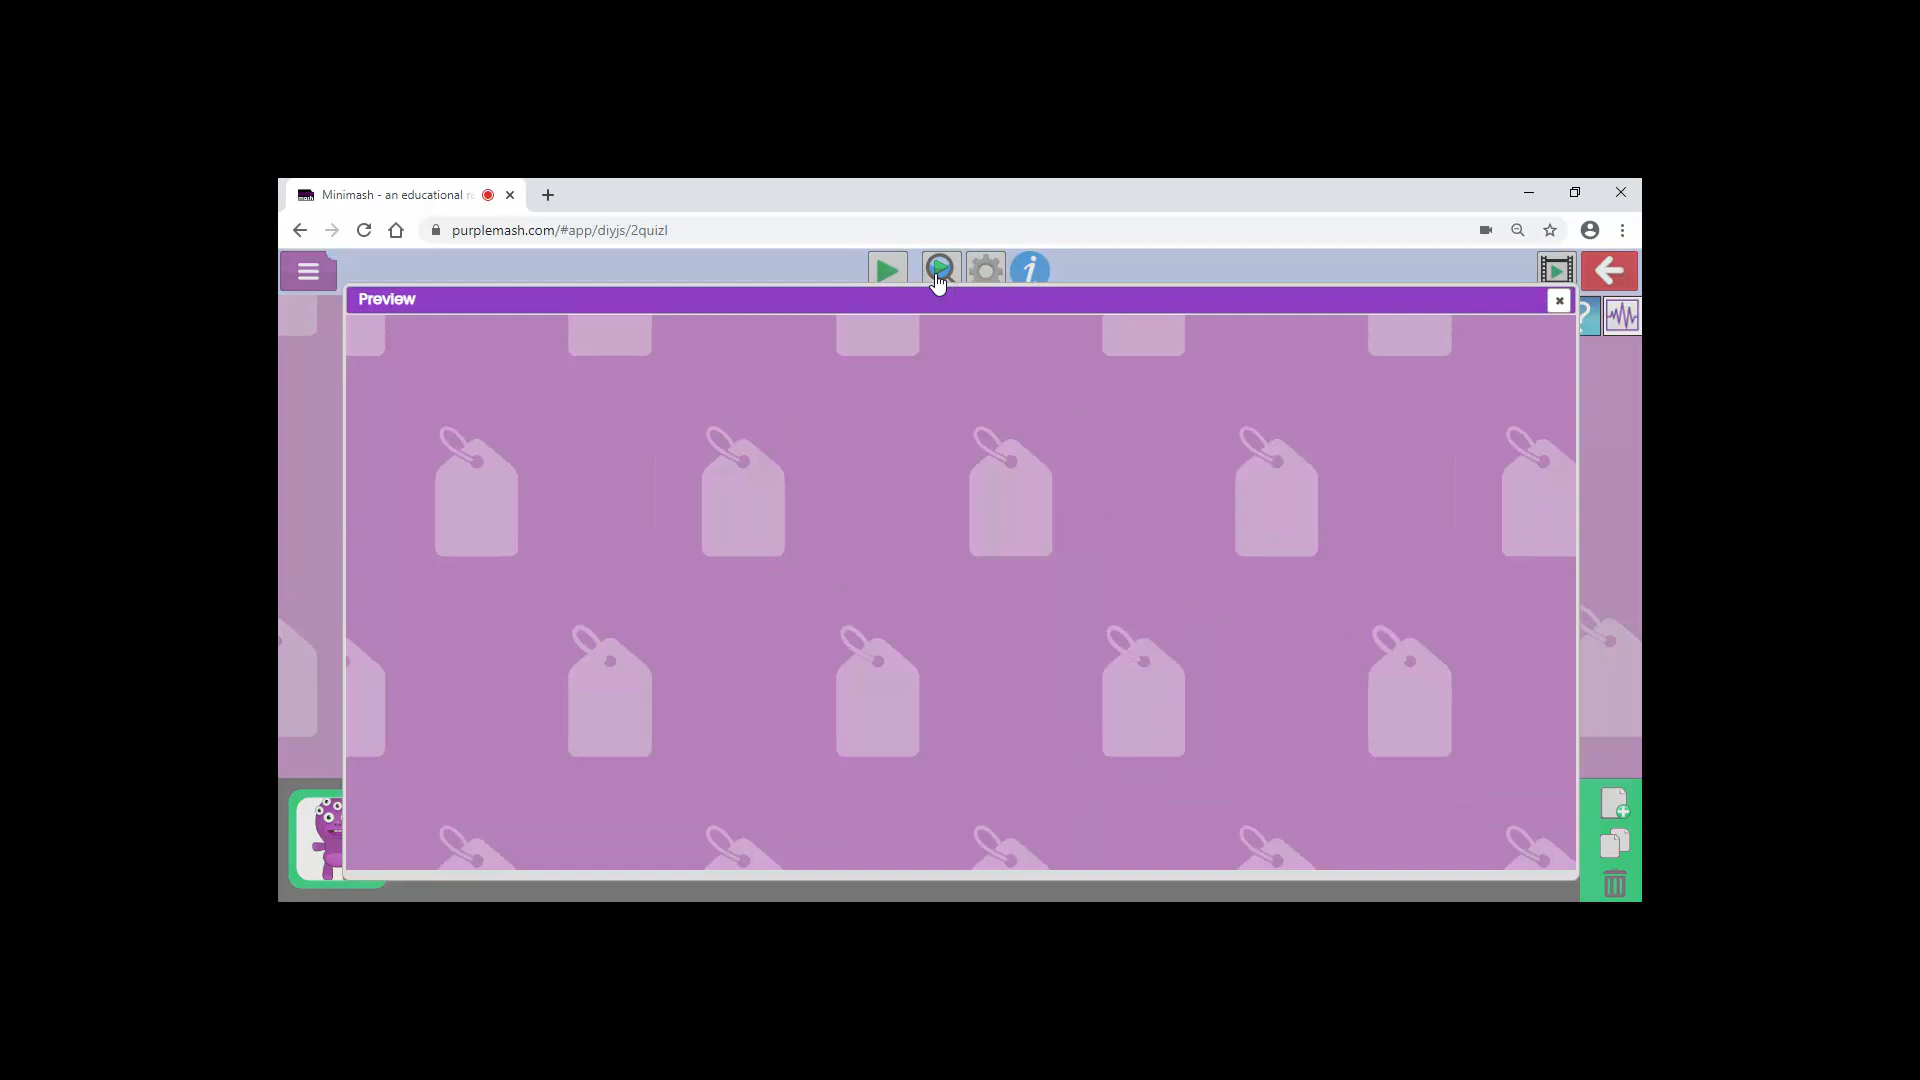 Minimash - an educational r
purplemash.com/#app/diyjs/2quizl
i
Preview
?